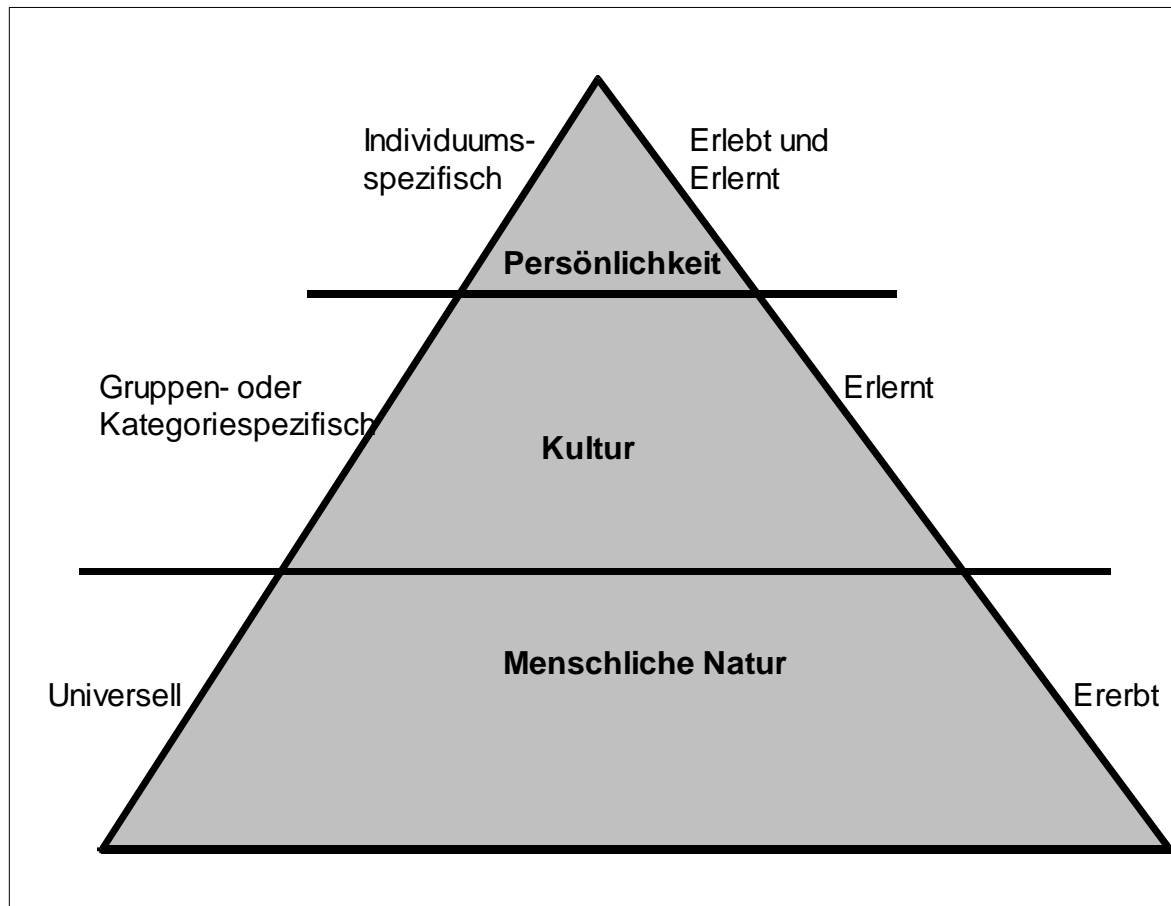 Individuums-
spezifisch
Erlebt und
Erlernt
Persönlichkeit
Gruppen- oder
Kategoriespezifisch
Erlernt
Kultur
Menschliche Natur
Universell
Ererbt